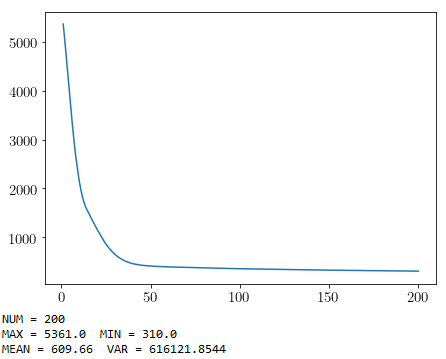 5000
4000
3000
2000
1000
0 50 100 150 200
NUM = 200
MAX = 5361.0 MIN = 310.0
MEAN = 609.66 VAR = 616121.8544